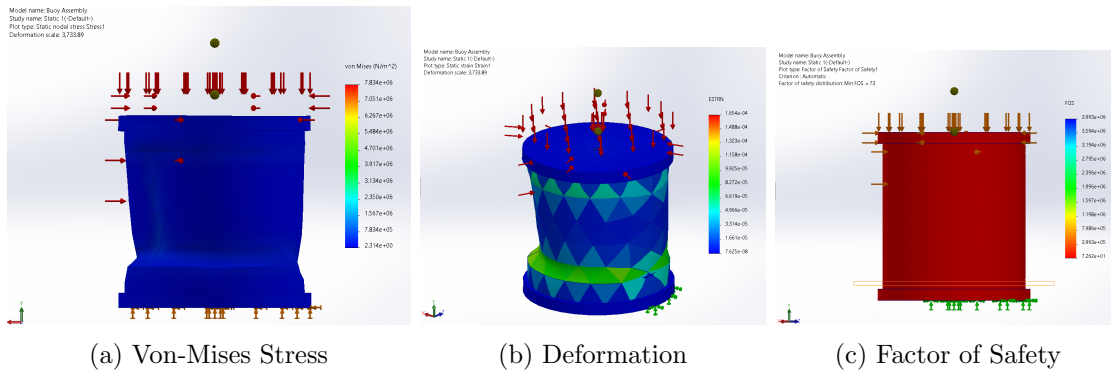 Model name: Buoy Assembly
Study name: Static 1(-Default-)
Plot type: Static nodal stress Stress1
Deformation scale: 3,733.89
von Mises (N/m^2)
7.834e+06
7.051e+06
6.267e+06
5.484e+06
4.701e+06
3.917e+06
3.134e+06
2.350e+06
1.567e+06
7.834e+05
2.314e+00
(a) Von-Mises Stress
Model name: Buoy Assembly
Study name: Static 1(-Default-)
Plot type: Static strain Strain1
Deformation scale: 3,733.89
ESTRN
1.654e-04
1.488e-04
1.323e-04
1.158e-04
9.925e-05
8.272e-05
6.619e-05
4.966e-05
3.314e-05
1.661e-05
7.625e-08
(b) Deformation
Model name: Buoy Assembly
Study name: Static 1(-Default-)
Plot type: Factor of Safety Factor of Safety1
Criterion : Automatic
Factor of safety distribution: Min FOS = 73
FOS
3.993e+06
3.594e+06
3.194e+06
2.795e+06
2.396e+06
1.996e+06
1.597e+06
1.198e+06
7.986e+05
3.993e+05
7.262e+01
(c) Factor of Safety